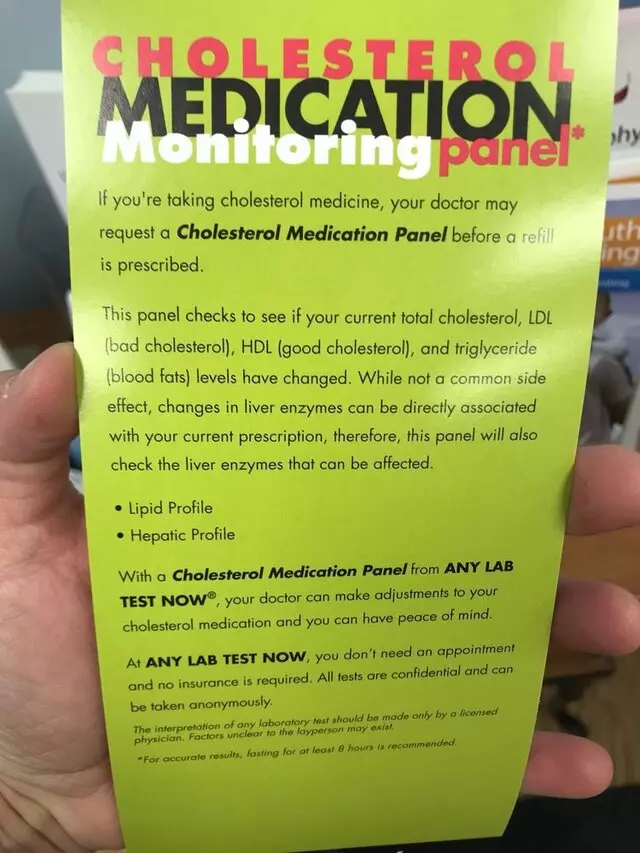 CHOLESTEROL
MEDICATION
Monitoring panel*
If you're taking cholesterol medicine, your doctor may
request a Cholesterol Medication Panel before a refill
is prescribed.
This panel checks to see if your current total cholesterol, LDL
(bad cholesterol), HDL (good cholesterol), and triglyceride
(blood fats) levels have changed. While not a common side
effect, changes in liver enzymes can be directly associated
with your current prescription, therefore, this panel will also
check the liver enzymes that can be affected.
• Lipid Profile
• Hepatic Profile
With a Cholesterol Medication Panel from ANY LAB
TEST NOW®, your doctor can make adjustments to your
cholesterol medication and you can have peace of mind.
At ANY LAB TEST NOW, you don't need an appointment
and no insurance is required. All tests are confidential and can
be taken anonymously.
The interpretation of any laboratory test should be made only by a licensed
physician. Factors unclear to the layperson may exist.
*For accurate results, fasting for at least 8 hours is recommended.